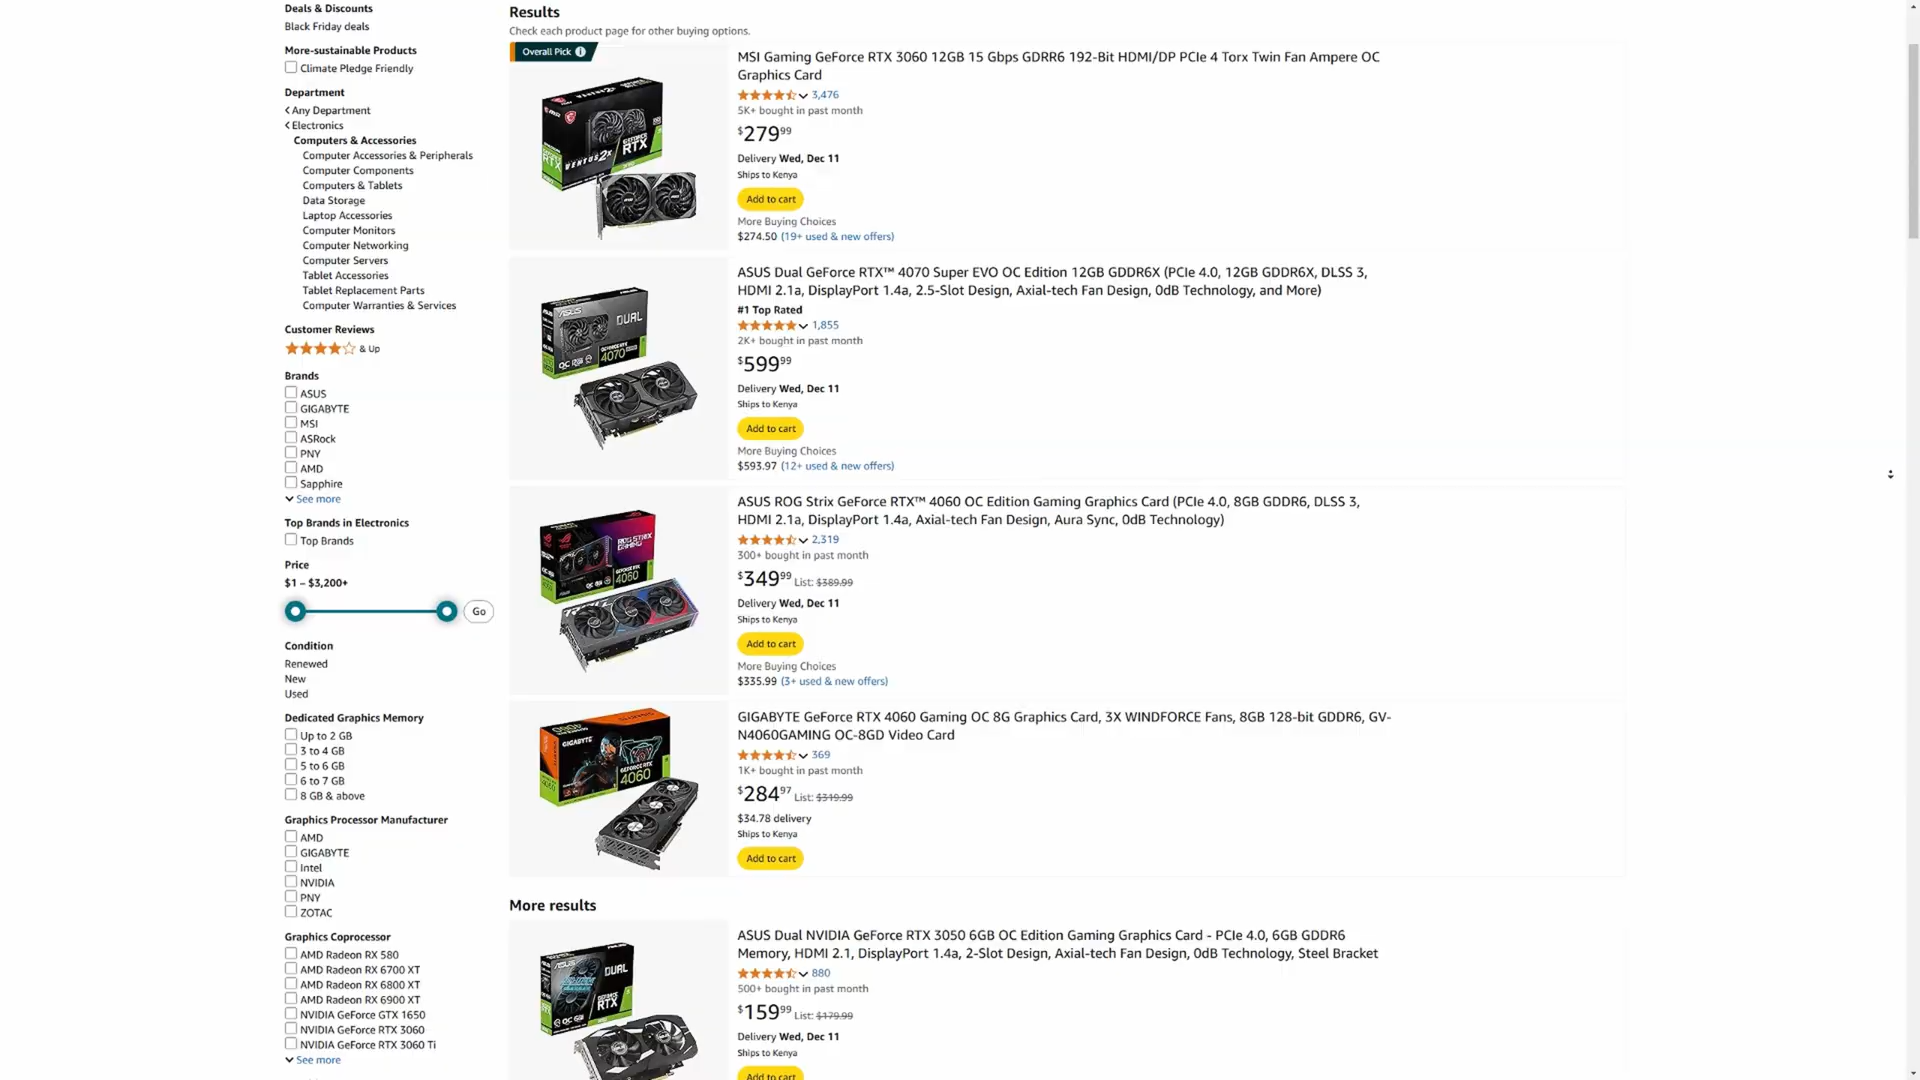 Deals & Discounts
Black Friday deals
More-sustainable Products
Climate Pledge Friendly
Department
Any Department
Electronics
Computers & Accessories
Computer Accessories & Peripherals
Computer Components
Computers & Tablets
Data Storage
Laptop Accessories
Computer Monitors
Computer Networking
Computer Servers
Tablet Accessories
Tablet Replacement Parts
Computer Warranties & Services
Customer Reviews
& Up
Brands
ASUS
GIGABYTE
MSI
ASRock
PNY
AMD
Sapphire
See more
Top Brands in Electronics
Top Brands
Price
$1 – $3,200+
Go
Condition
Renewed
New
Used
Dedicated Graphics Memory
Up to 2 GB
3 to 4 GB
5 to 6 GB
6 to 7 GB
8 GB & above
Graphics Processor Manufacturer
AMD
GIGABYTE
Intel
NVIDIA
PNY
ZOTAC
Graphics Coprocessor
AMD Radeon RX 580
AMD Radeon RX 6700 XT
AMD Radeon RX 6800 XT
AMD Radeon RX 6900 XT
NVIDIA GeForce GTX 1650
NVIDIA GeForce RTX 3060
NVIDIA GeForce RTX 3060 Ti
See more
Results
Check each product page for other buying options.
Overall Pick
VENTUS 2X
GEFORCE
RTX
MSI Gaming GeForce RTX 3060 12GB 15 Gbps GDRR6 192-Bit HDMI/DP PCIe 4 Torx Twin Fan Ampere OC
Graphics Card
3,476
5K+ bought in past month
$279.99
Delivery Wed, Dec 11
Ships to Kenya
Add to cart
More Buying Choices
$274.50 (19+ used & new offers)
ASUS
DUAL
4070
ASUS Dual GeForce RTX™ 4070 Super EVO OC Edition 12GB GDDR6X (PCIe 4.0, 12GB GDDR6X, DLSS 3,
HDMI 2.1a, DisplayPort 1.4a, 2.5-Slot Design, Axial-tech Fan Design, 0dB Technology, and More)
#1 Top Rated
1,855
2K+ bought in past month
$599.99
Delivery Wed, Dec 11
Ships to Kenya
Add to cart
More Buying Choices
$593.97 (12+ used & new offers)
ROG STRIX
GAMING
4060
ASUS ROG Strix GeForce RTX™ 4060 OC Edition Gaming Graphics Card (PCIe 4.0, 8GB GDDR6, DLSS 3,
HDMI 2.1a, DisplayPort 1.4a, Axial-tech Fan Design, Aura Sync, 0dB Technology)
2,319
300+ bought in past month
$349.99 List: $389.99
Delivery Wed, Dec 11
Ships to Kenya
Add to cart
More Buying Choices
$335.99 (3+ used & new offers)
GIGABYTE
GEFORCE RTX
4060
GIGABYTE GeForce RTX 4060 Gaming OC 8G Graphics Card, 3X WINDFORCE Fans, 8GB 128-bit GDDR6, GV-
N4060GAMING OC-8GD Video Card
369
1K+ bought in past month
$284.97 List: $319.99
$34.78 delivery
Ships to Kenya
Add to cart
More results
ASUS
DUAL
GEFORCE
RTX
ASUS Dual NVIDIA GeForce RTX 3050 6GB OC Edition Gaming Graphics Card - PCIe 4.0, 6GB GDDR6
Memory, HDMI 2.1, DisplayPort 1.4a, 2-Slot Design, Axial-tech Fan Design, 0dB Technology, Steel Bracket
880
500+ bought in past month
$159.99 List: $179.99
Delivery Wed, Dec 11
Ships to Kenya
Add to cart